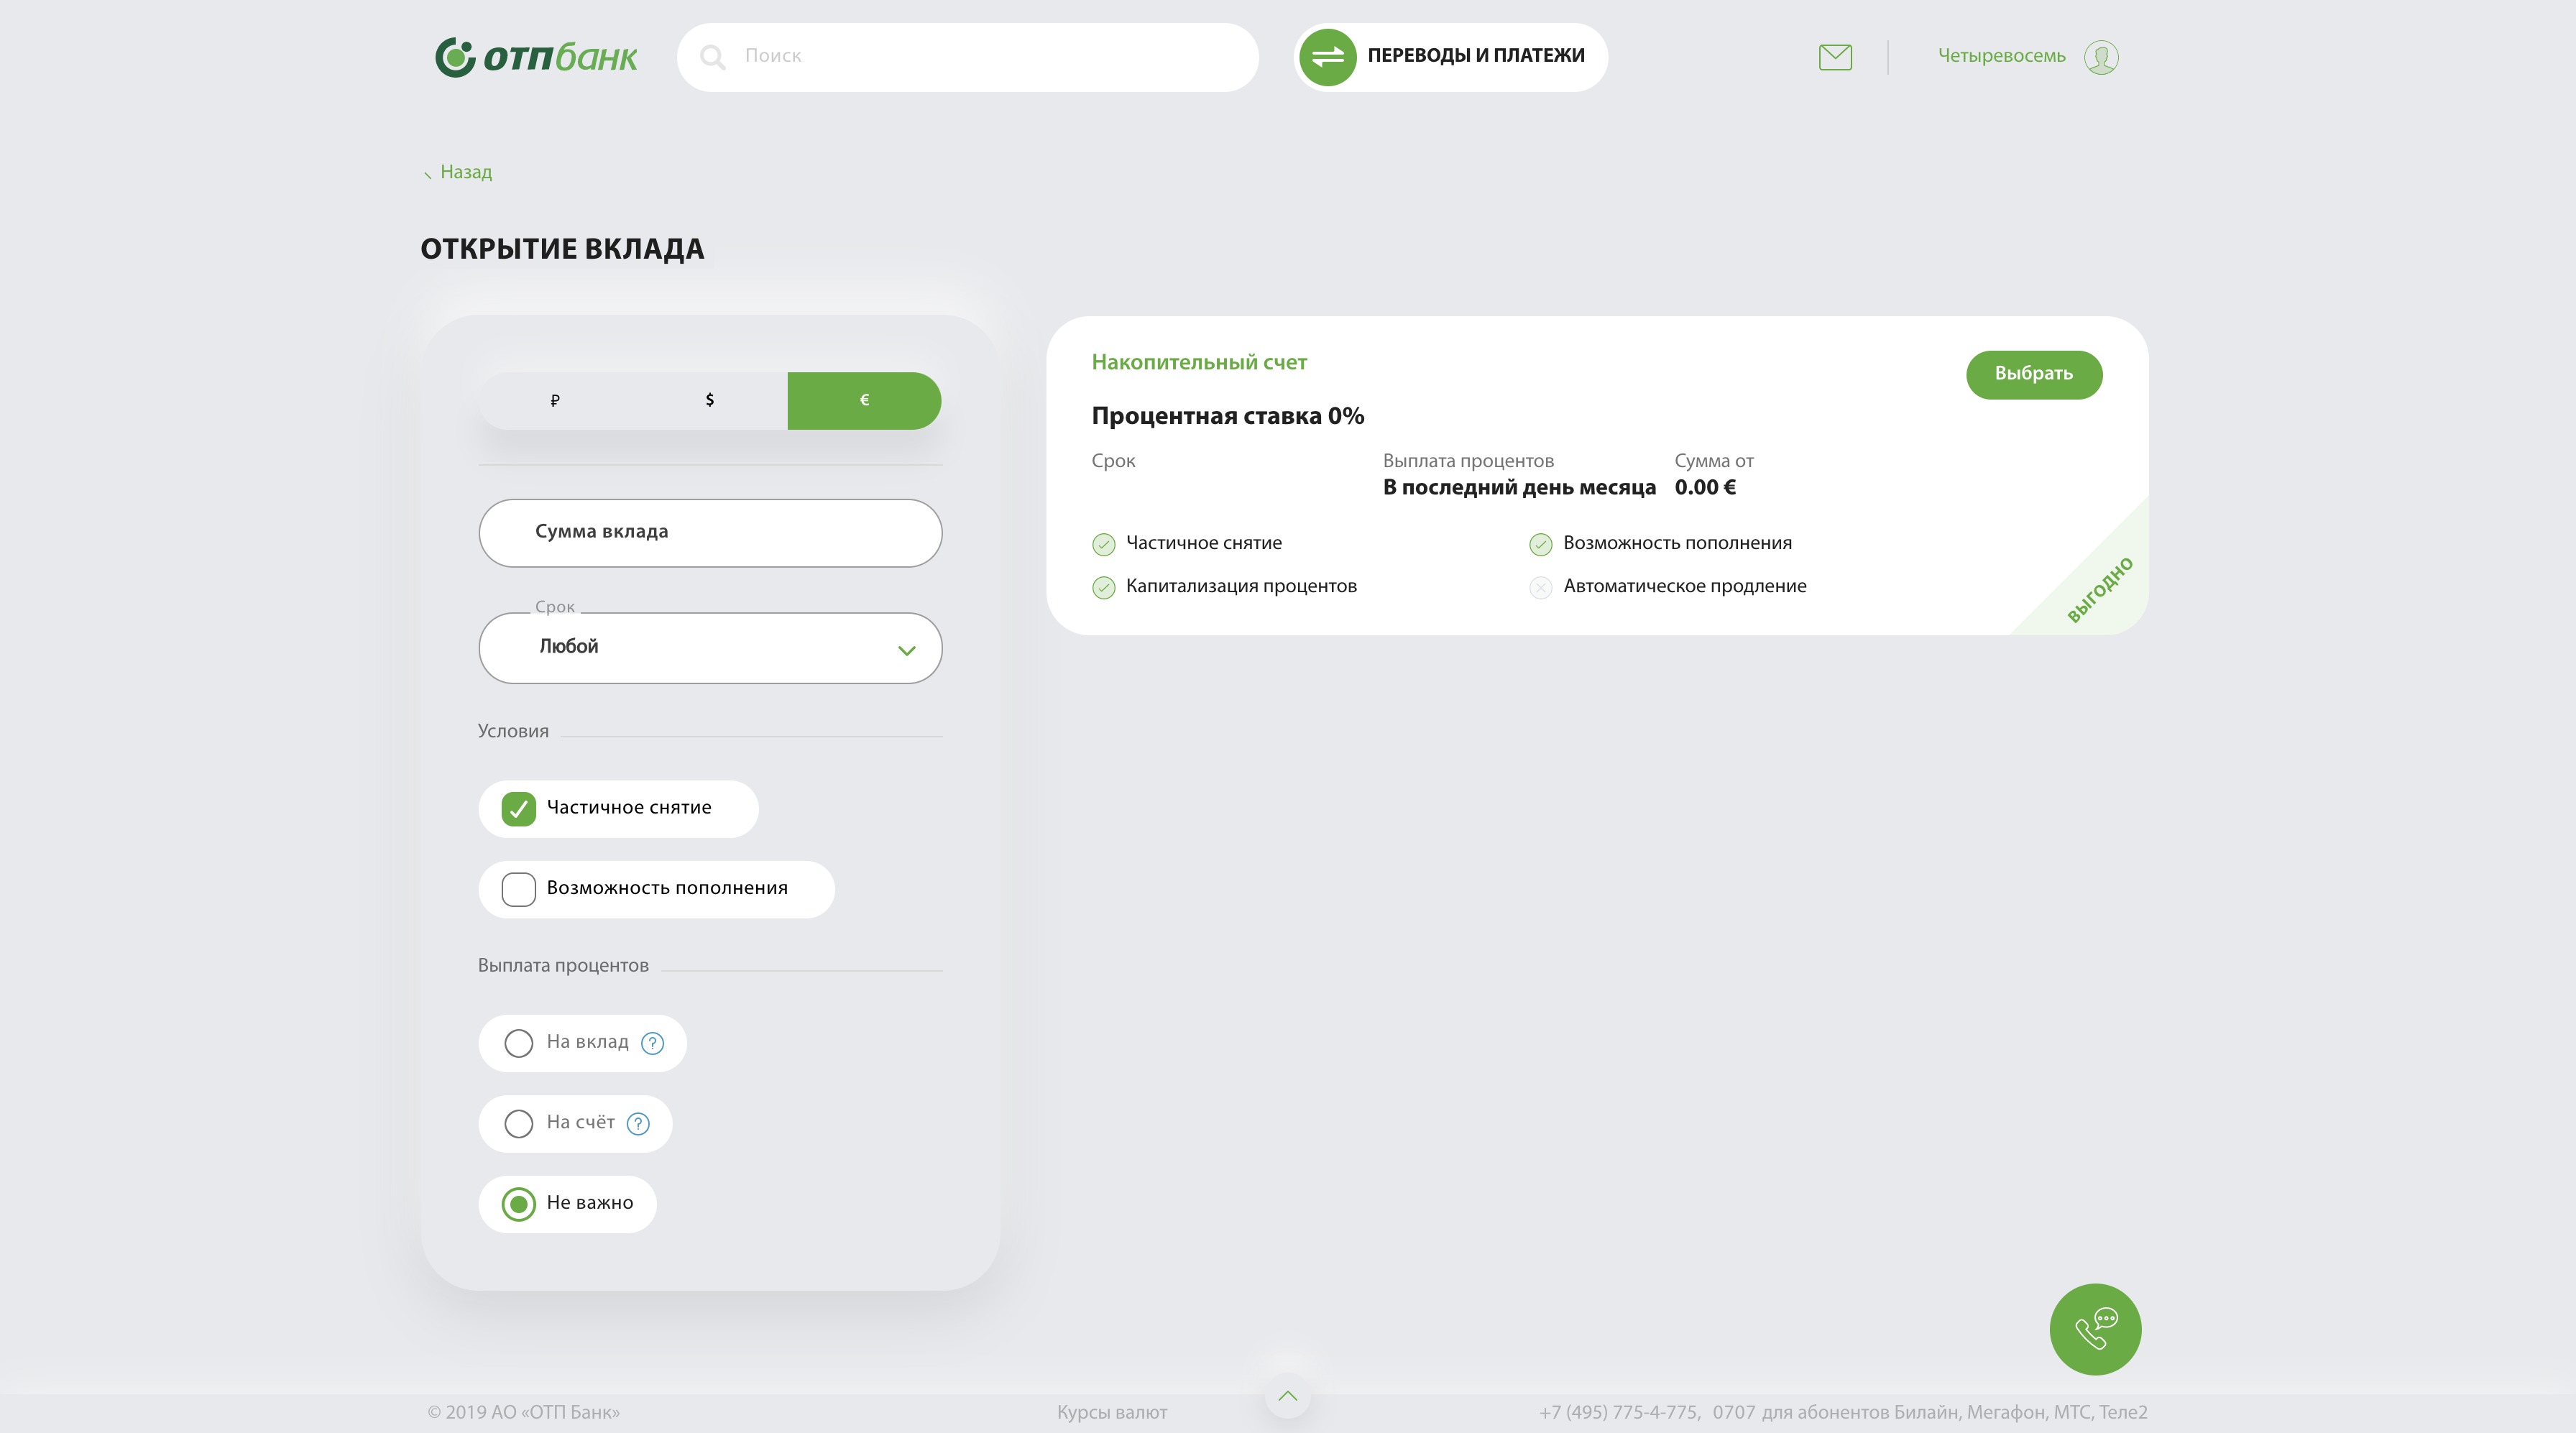 отпбанк
Поиск
ПЕРЕВОДЫ И ПЛАТЕЖИ
Четыревосемь
Назад
ОТКРЫТИЕ ВКЛАДА
₽ $ €
Сумма вклада
Срок
Любой
Условия
Частичное снятие
Возможность пополнения
Выплата процентов
На вклад ?
На счёт ?
Не важно
Накопительный счет
Выбрать
Процентная ставка 0%
Срок Выплата процентов Сумма от
В последний день месяца 0.00 €
Частичное снятие Возможность пополнения
Капитализация процентов Автоматическое продление
ВЫГОДНО
© 2019 АО «ОТП Банк» Курсы валют +7 (495) 775-4-775, 0707 для абонентов Билайн, Мегафон, МТС, Теле2